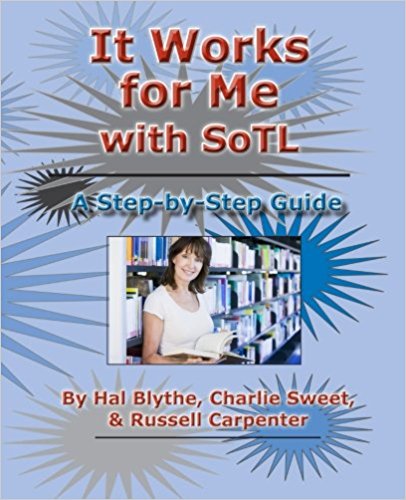 It Works
for Me
with SoTL
A Step-by-Step Guide
By Hal Blythe, Charlie Sweet,
& Russell Carpenter